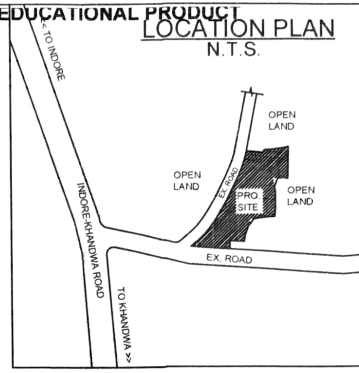 EDUCATIONAL PRODUCT
LOCATION PLAN
N.T.S.
< TO INDORE
OPEN
LAND
OPEN
LAND
EX. ROAD
PRO.
SITE
OPEN
LAND
INDORE-KHANDWA ROAD
EX. ROAD
TO KHANDWA >>